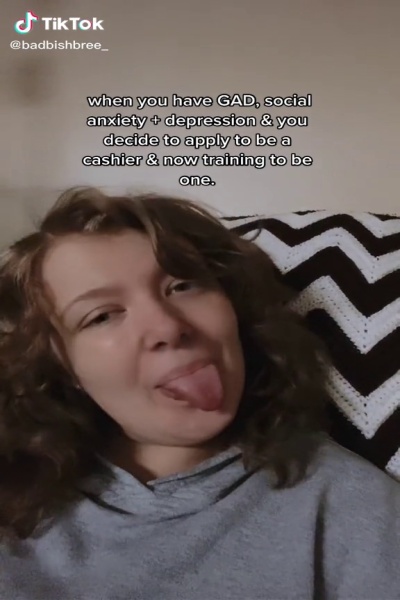 TikTok
@badbishbree_
when you have GAD, social
anxiety + depression & you
decide to apply to be a
cashier & now training to be
one.